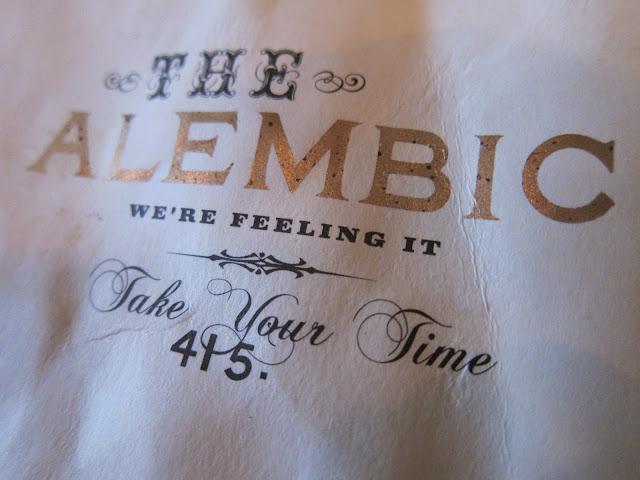 THE
ALEMBIC
WE'RE FEELING IT
Take Your Time
415.